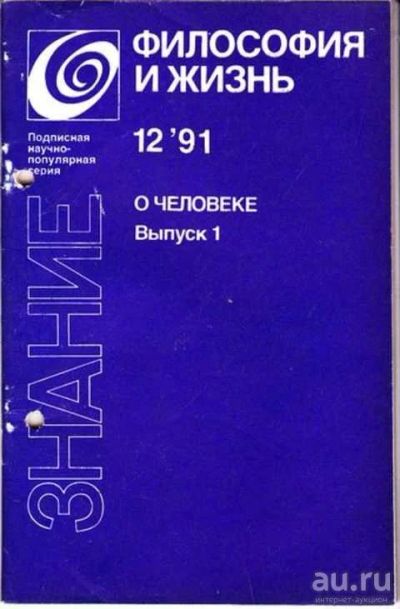 ФИЛОСОФИЯ
И ЖИЗНЬ
Подписная
научно-
популярная
серия
12 '91
О ЧЕЛОВЕКЕ
Выпуск 1
ЗНАНИЕ
au.ru
интернет-аукцион